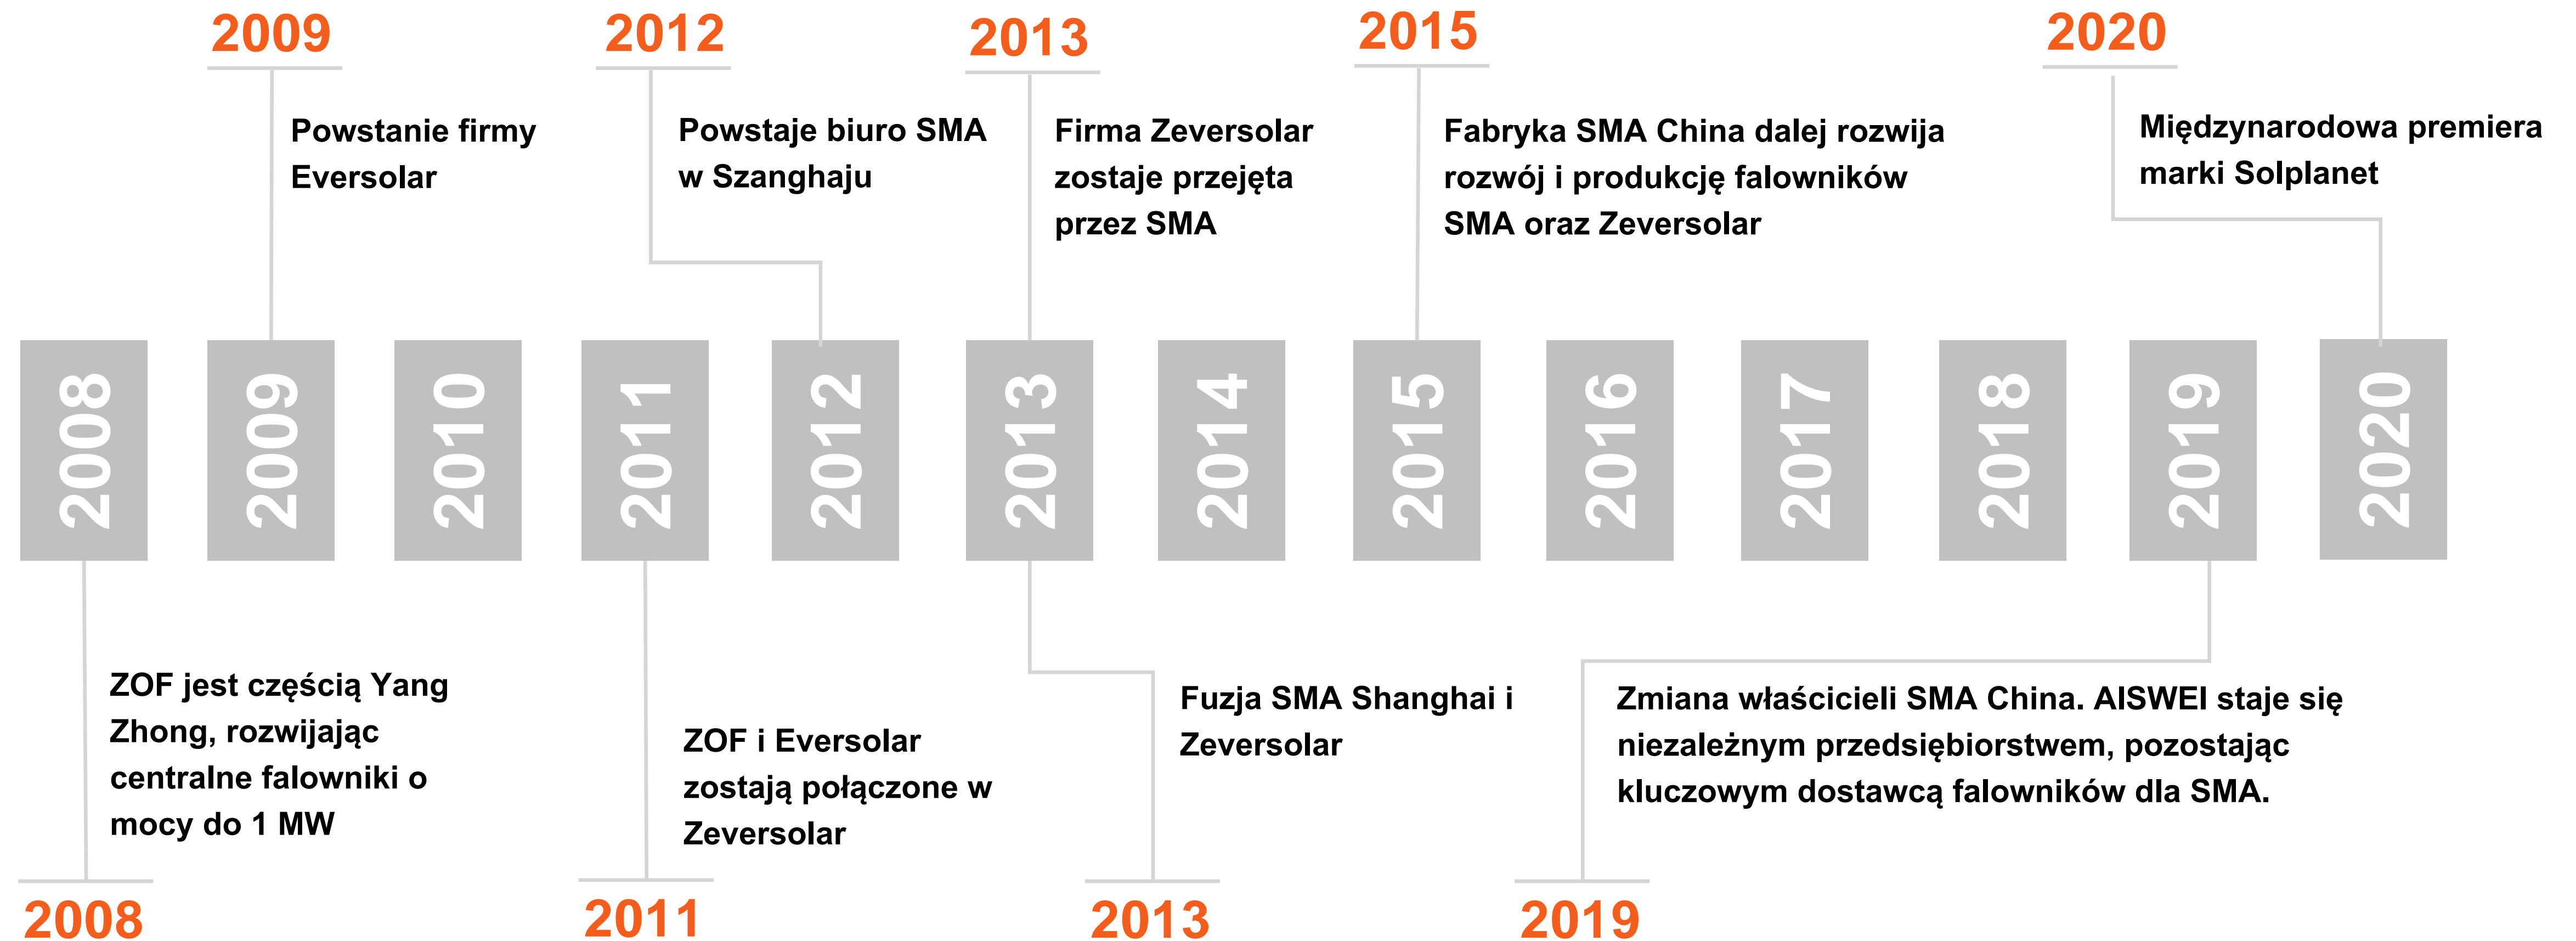 2009
Powstanie firmy
Eversolar
2012
Powstaje biuro SMA
w Szanghaju
2013
Firma Zeversolar
zostaje przejęta
przez SMA
2015
Fabryka SMA China dalej rozwija
rozwój i produkcję falowników
SMA oraz Zeversolar
2020
Międzynarodowa premiera
marki Solplanet
2008
2009
2010
2011
2012
2013
2014
2015
2016
2017
2018
2019
2020
ZOF jest częścią Yang
Zhong, rozwijając
centralne falowniki o
mocy do 1 MW
2008
ZOF i Eversolar
zostają połączone w
Zeversolar
2011
Fuzja SMA Shanghai i
Zeversolar
2013
Zmiana właścicieli SMA China. AISWEI staje się
niezależnym przedsiębiorstwem, pozostając
kluczowym dostawcą falowników dla SMA.
2019